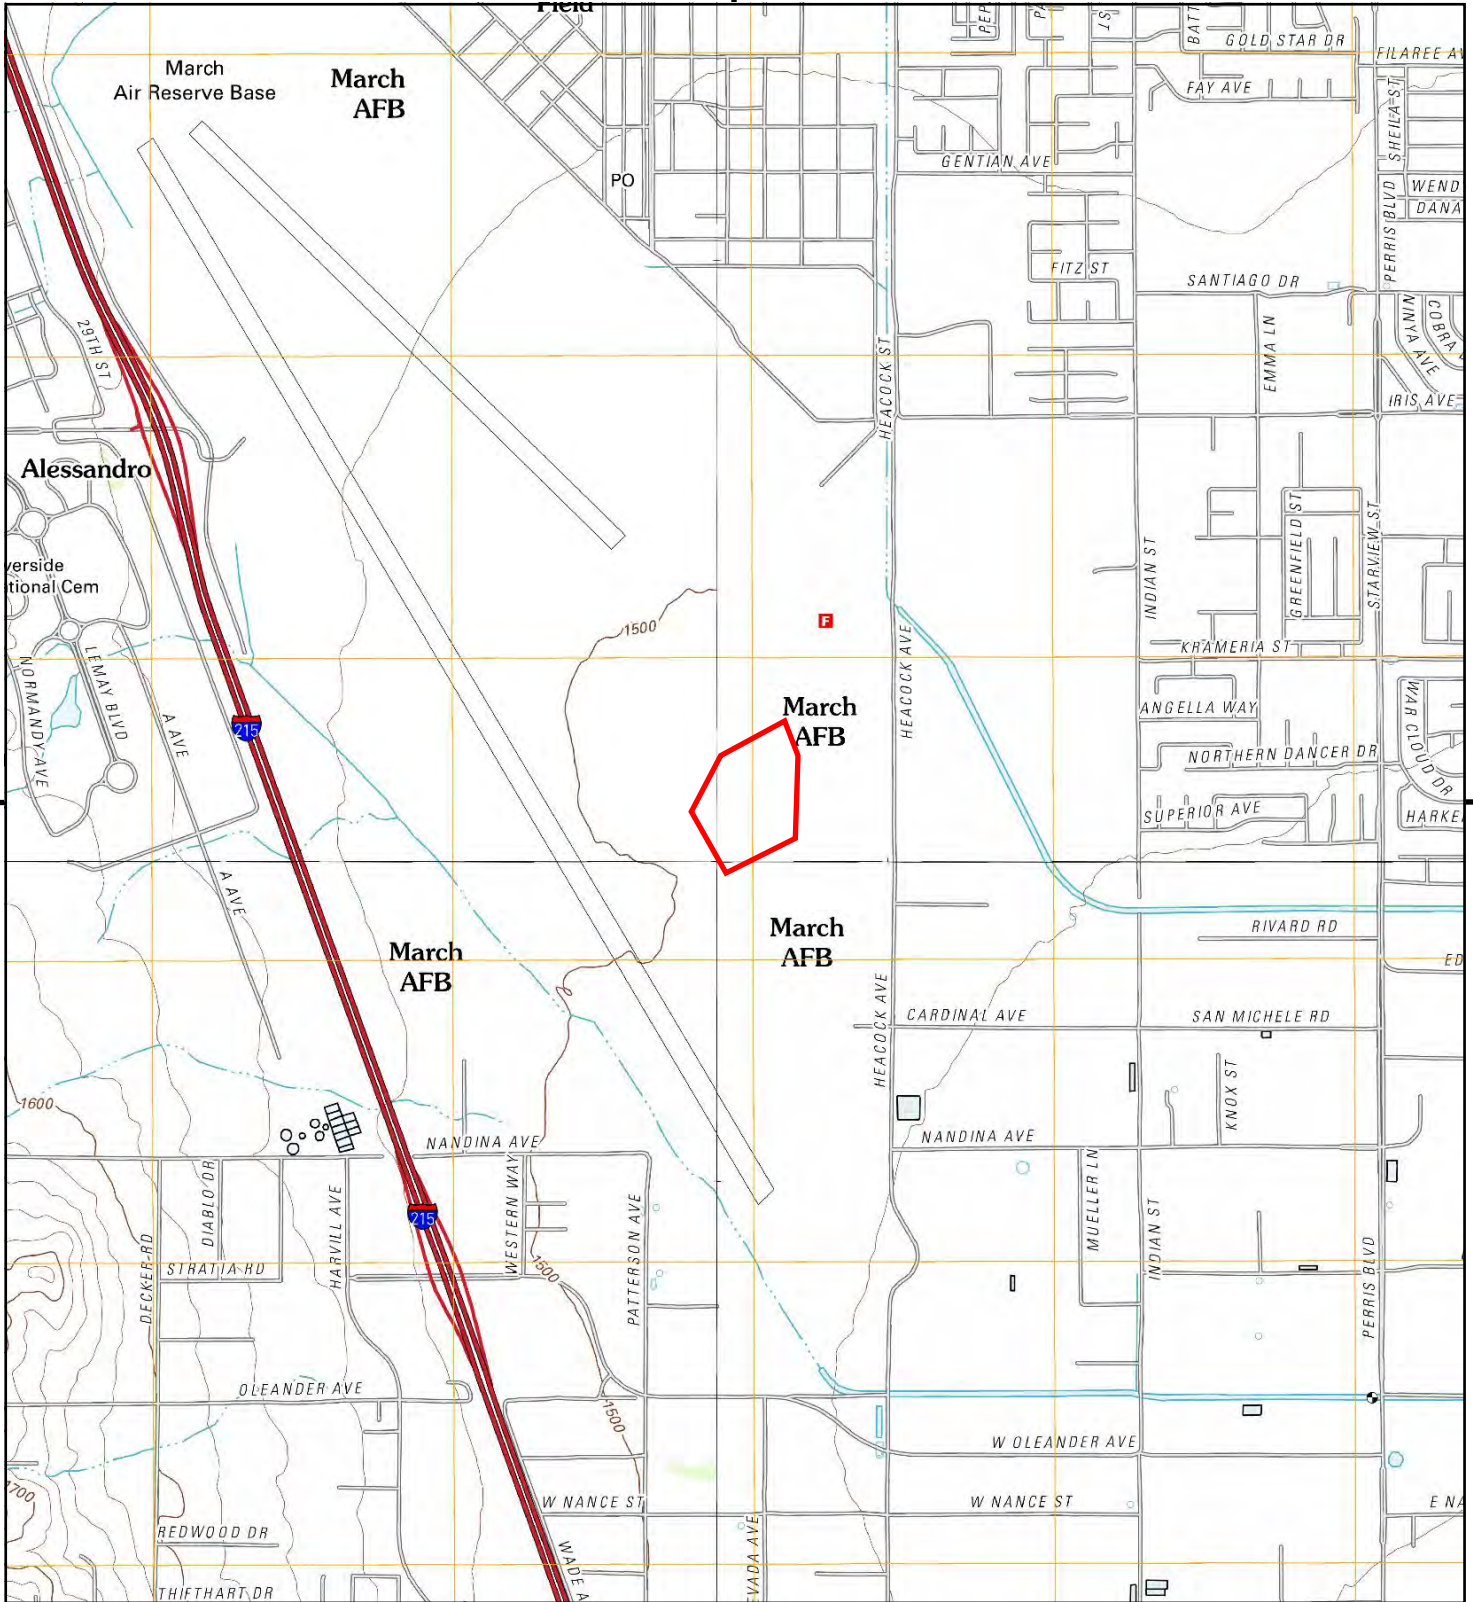 Field
March
Air Reserve Base
March
AFB
PO
GOLD STAR DR
FILAREE AV
FAY AVE
SHEILA ST
GENTIAN AVE
WEND
DANA
PERRIS BLVD
FITZ ST
SANTIAGO DR
29TH ST
HEACOCK ST
EMMA LN
NINYA AVE
COBRA
IRIS AVE
Alessandro
verside
tional Cem
INDIAN ST
GREENFIELD ST
STARVIEW ST
1500
F
HEACOCK AVE
KRAMERIA ST
NORMANDY AVE
LEMAY BLVD
A AVE
215
March
AFB
ANGELLA WAY
WAR CLOUD DR
NORTHERN DANCER DR
SUPERIOR AVE
HARKE
A AVE
March
AFB
March
AFB
RIVARD RD
ED
HEACOCK AVE
CARDINAL AVE
SAN MICHELE RD
KNOX ST
1600
NANDINA AVE
NANDINA AVE
DIABLO DR
HARVILL AVE
WESTERN WAY
PATTERSON AVE
MUELLER LN
INDIAN ST
215
DECKER RD
STRATTA RD
1500
PERRIS BLVD
OLEANDER AVE
1500
W OLEANDER AVE
1700
W NANCE ST
W NANCE ST
E NA
REDWOOD DR
WADE A
VADA AVE
THIFTHART DR